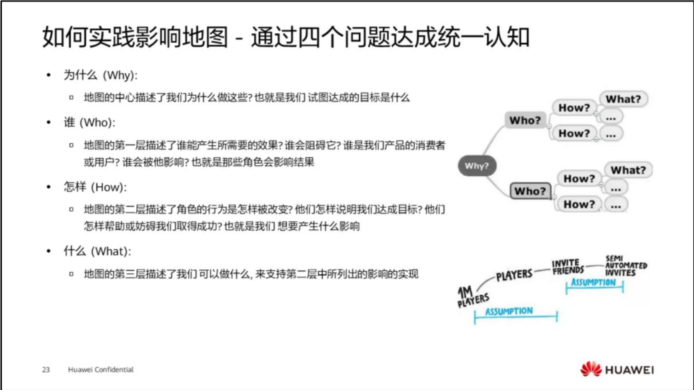 如何实践影响地图 - 通过四个问题达成统一认知
• 为什么 (Why):
▫ 地图的中心描述了我们为什么做这些? 也就是我们 试图达成的目标是什么
• 谁 (Who):
▫ 地图的第一层描述了谁能产生所需要的效果? 谁会阻碍它? 谁是我们产品的消费者
或用户? 谁会被他影响? 也就是那些角色会影响结果
• 怎样 (How):
▫ 地图的第二层描述了角色的行为是怎样被改变? 他们怎样说明我们达成目标? 他们
怎样帮助或妨碍我们取得成功? 也就是我们 想要产生什么影响
• 什么 (What):
▫ 地图的第三层描述了我们 可以做什么, 来支持第二层中所列出的影响的实现
Why?
Who?
How?
What?
...
How?
...
Who?
How?
What?
...
How?
...
1M
PLAYERS
PLAYERS
INVITE
FRIENDS
SEMI
AUTOMATED
INVITES
ASSUMPTION
ASSUMPTION
23
Huawei Confidential
HUAWEI